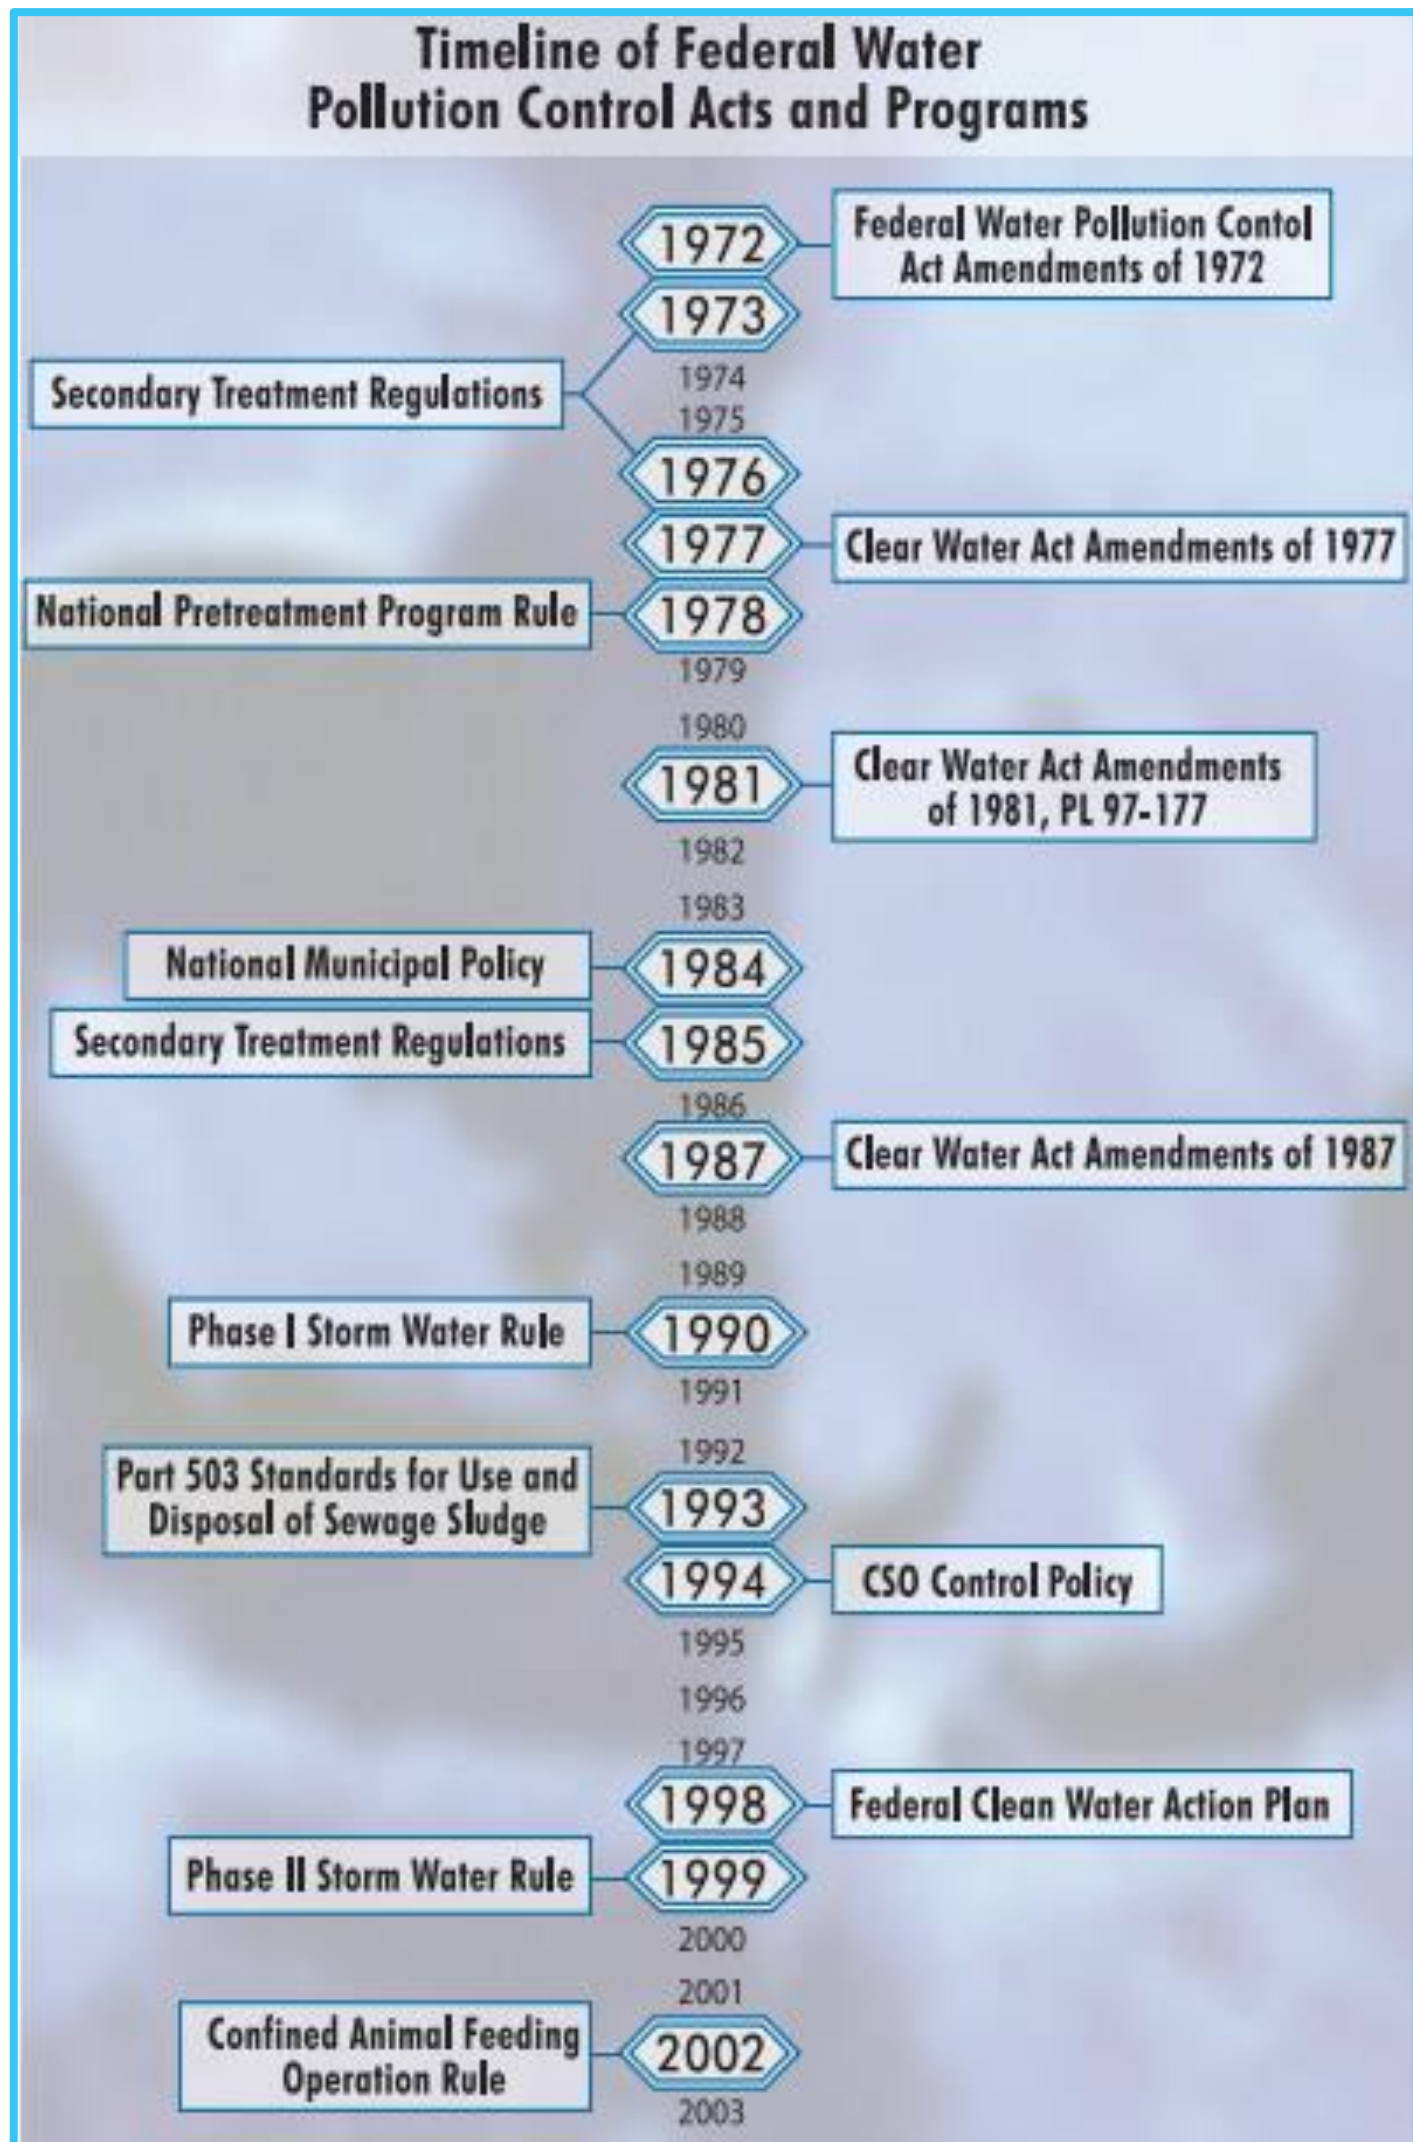 Timeline of Federal Water
Pollution Control Acts and Programs
1972
Federal Water Pollution Contol
Act Amendments of 1972
1973
Secondary Treatment Regulations
1974
1975
1976
1977
Clear Water Act Amendments of 1977
National Pretreatment Program Rule
1978
1979
1980
1981
Clear Water Act Amendments
of 1981, PL 97-177
1982
1983
National Municipal Policy
1984
Secondary Treatment Regulations
1985
1986
1987
Clear Water Act Amendments of 1987
1988
1989
Phase I Storm Water Rule
1990
1991
1992
Part 503 Standards for Use and
Disposal of Sewage Sludge
1993
1994
CSO Control Policy
1995
1996
1997
1998
Federal Clean Water Action Plan
Phase II Storm Water Rule
1999
2000
2001
Confined Animal Feeding
Operation Rule
2002
2003